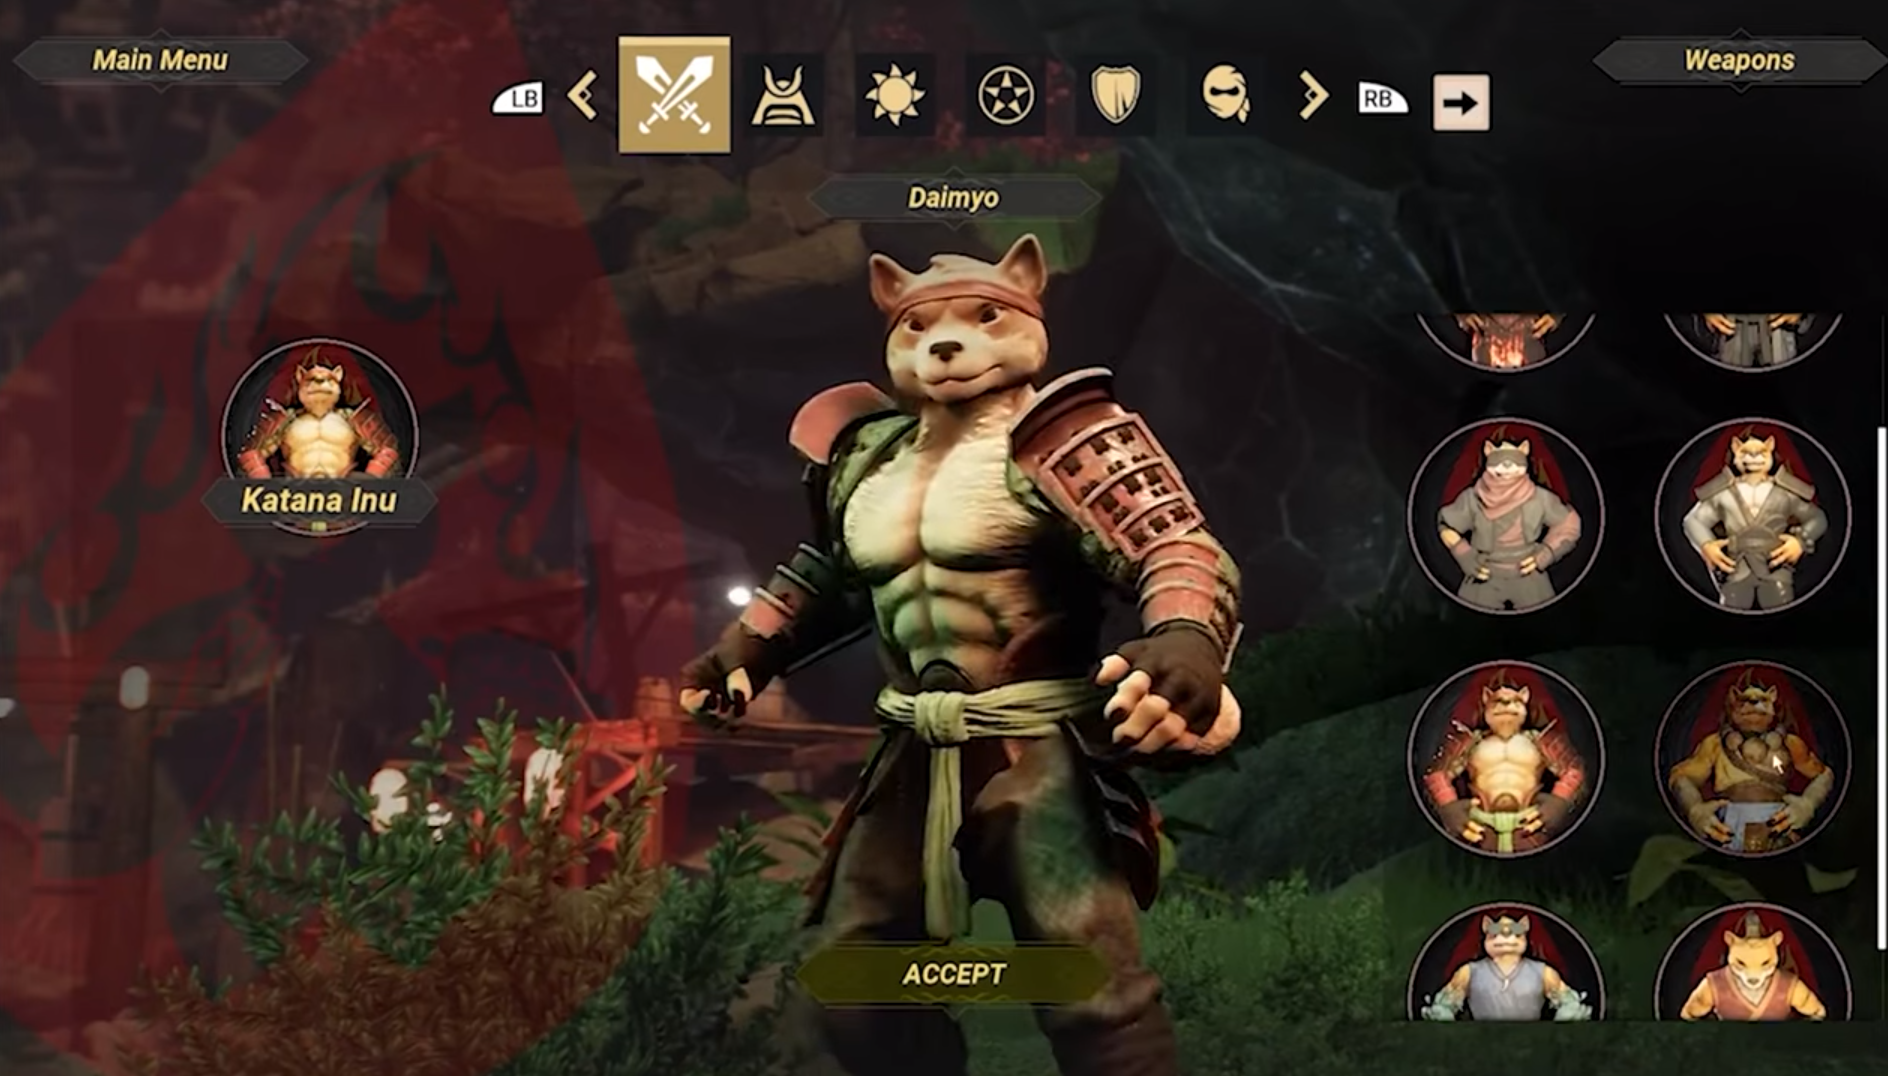 Main Menu
LB
RB
Weapons
Daimyo
Katana Inu
ACCEPT